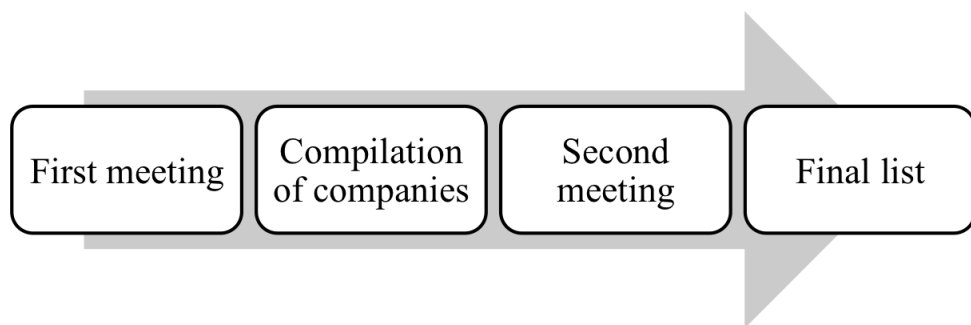 First meeting
Compilation
of companies
Second
meeting
Final list